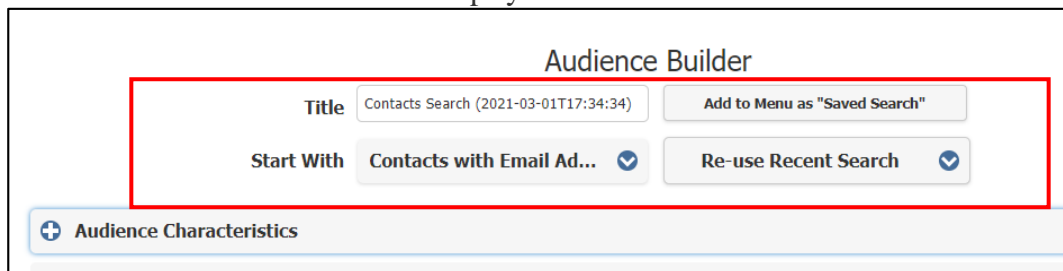 Audience Builder
Title Contacts Search (2021-03-01T17:34:34) Add to Menu as "Saved Search"
Start With Contacts with Email Ad... Re-use Recent Search
Audience Characteristics